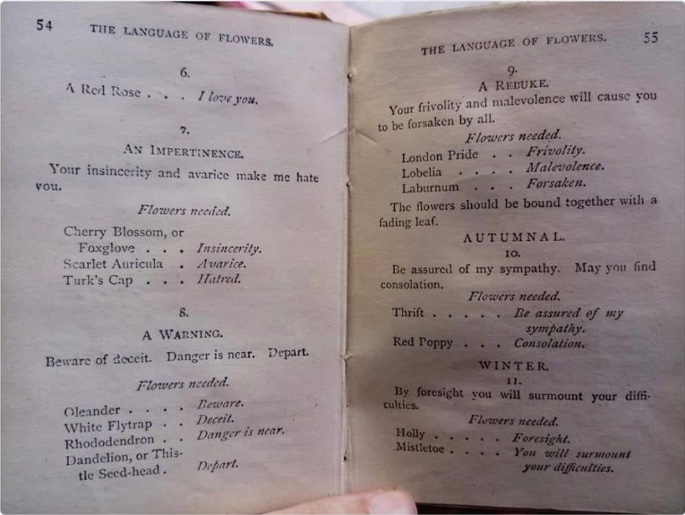 54
THE LANGUAGE OF FLOWERS.
6.
A Red Rose . . . I love you.
7.
AN IMPERTINENCE.
Your insincerity and avarice make me hate
you.
Flowers needed.
Cherry Blossom, or
Foxglove . . . Insincerity.
Scarlet Auricula . Avarice.
Turk's Cap . . . Hatred.
8.
A WARNING.
Beware of deceit. Danger is near. Depart.
Flowers needed.
Oleander . . . . Beware.
White Flytrap . . Deceit.
Rhododendron . . Danger is near.
Dandelion, or This-
tle Seed-head . Depart.
THE LANGUAGE OF FLOWERS.
55
9.
A REBUKE.
Your frivolity and malevolence will cause you
to be forsaken by all.
Flowers needed.
London Pride . . Frivolity.
Lobelia . . . . Malevolence.
Laburnum . . . Forsaken.
The flowers should be bound together with a
fading leaf.
AUTUMNAL.
10.
Be assured of my sympathy. May you find
consolation.
Flowers needed.
Thrift . . . . . Be assured of my
sympathy.
Red Poppy . . . Consolation.
WINTER.
11.
By foresight you will surmount your diffi-
culties.
Flowers needed.
Holly . . . . . Foresight.
Mistletoe . . . . You will surmount
your difficulties.